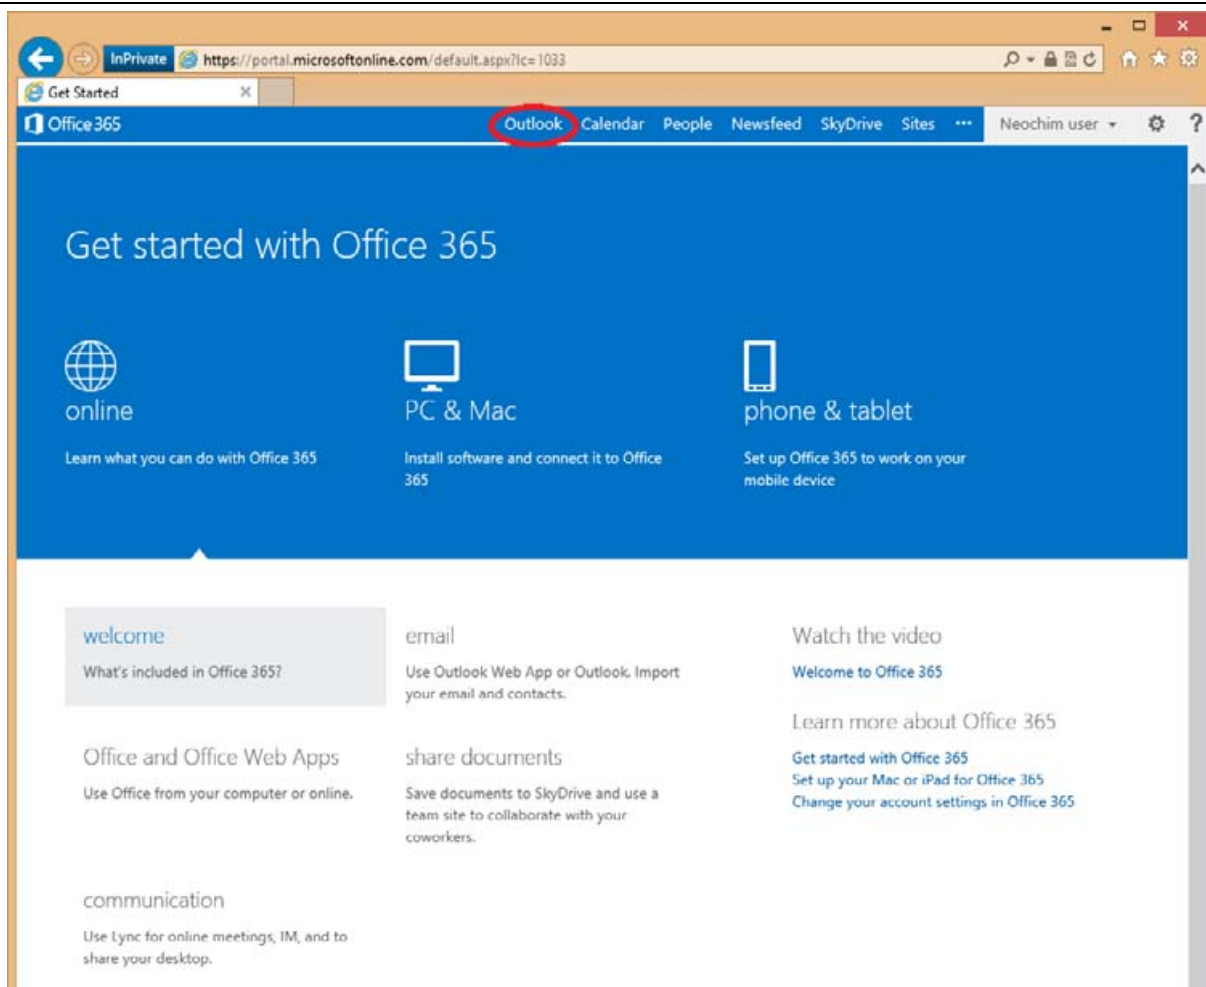 InPrivate https://portal.microsoftonline.com/default.aspx?lc=1033
Get Started
Office 365 Outlook Calendar People Newsfeed SkyDrive Sites ··· Neochim user ?
Get started with Office 365
online
Learn what you can do with Office 365
PC & Mac
Install software and connect it to Office
365
phone & tablet
Set up Office 365 to work on your
mobile device
welcome
What's included in Office 365?
email
Use Outlook Web App or Outlook. Import
your email and contacts.
Watch the video
Welcome to Office 365
Learn more about Office 365
Get started with Office 365
Set up your Mac or iPad for Office 365
Change your account settings in Office 365
Office and Office Web Apps
Use Office from your computer or online.
share documents
Save documents to SkyDrive and use a
team site to collaborate with your
coworkers.
communication
Use Lync for online meetings, IM, and to
share your desktop.